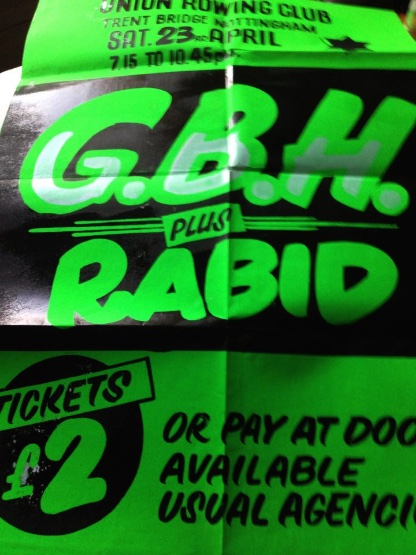 UNION ROWING CLUB
TRENT BRIDGE NOTTINGHAM
SAT. 23RD APRIL
7.15 TO 10.45pm
G.B.H.
PLUS
RABID
TICKETS
£2
OR PAY AT DOO
AVAILABLE
USUAL AGENCI